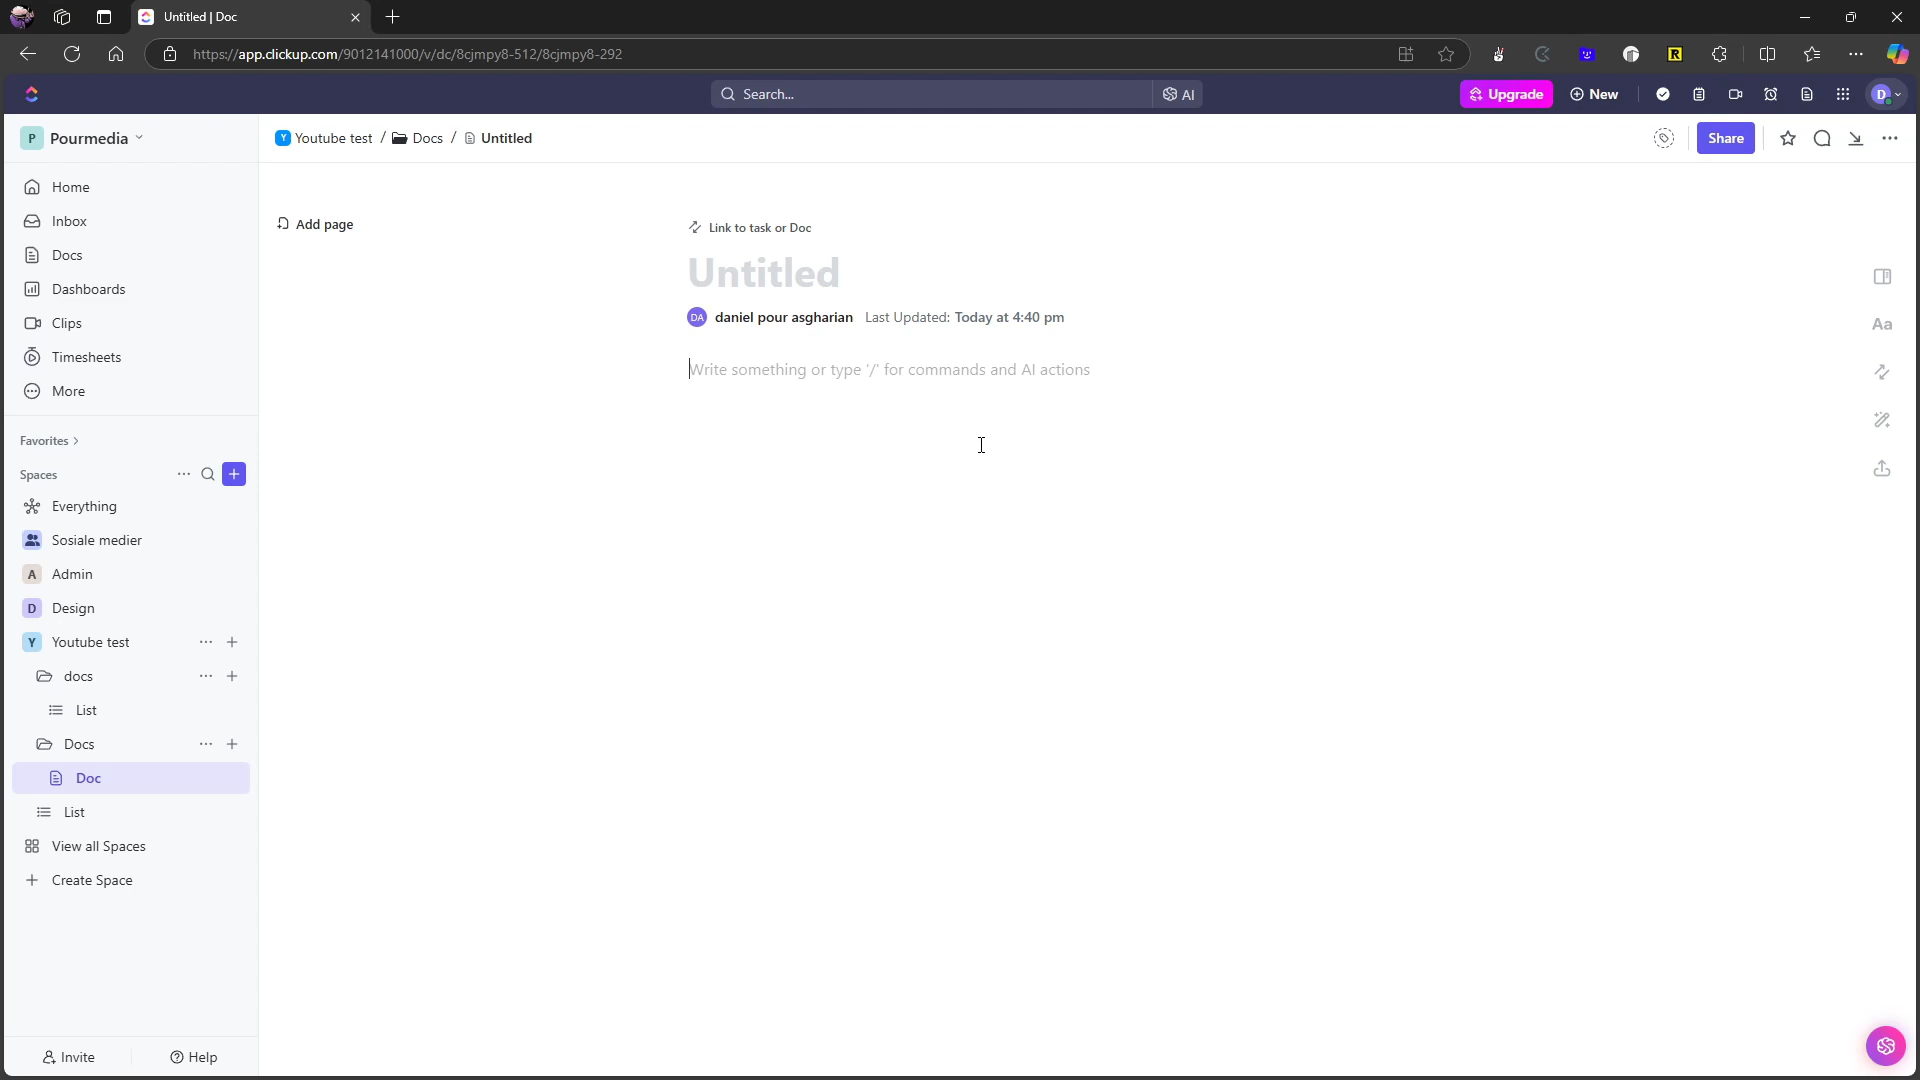 Untitled | Doc
https://app.clickup.com/9012141000/v/dc/8cjmpy8-512/8cjmpy8-292
Search...
AI
Upgrade
New
D
P Pourmedia
Y Youtube test / Docs / Untitled
Share
Home
Inbox
Docs
Dashboards
Clips
Timesheets
More
Favorites
Spaces
Everything
Sosiale medier
A Admin
D Design
Y Youtube test
docs
List
Docs
Doc
List
View all Spaces
Create Space
Invite
Help
Add page
Link to task or Doc
Untitled
DA daniel pour asgharian Last Updated: Today at 4:40 pm
Write something or type '/' for commands and AI actions
Aa